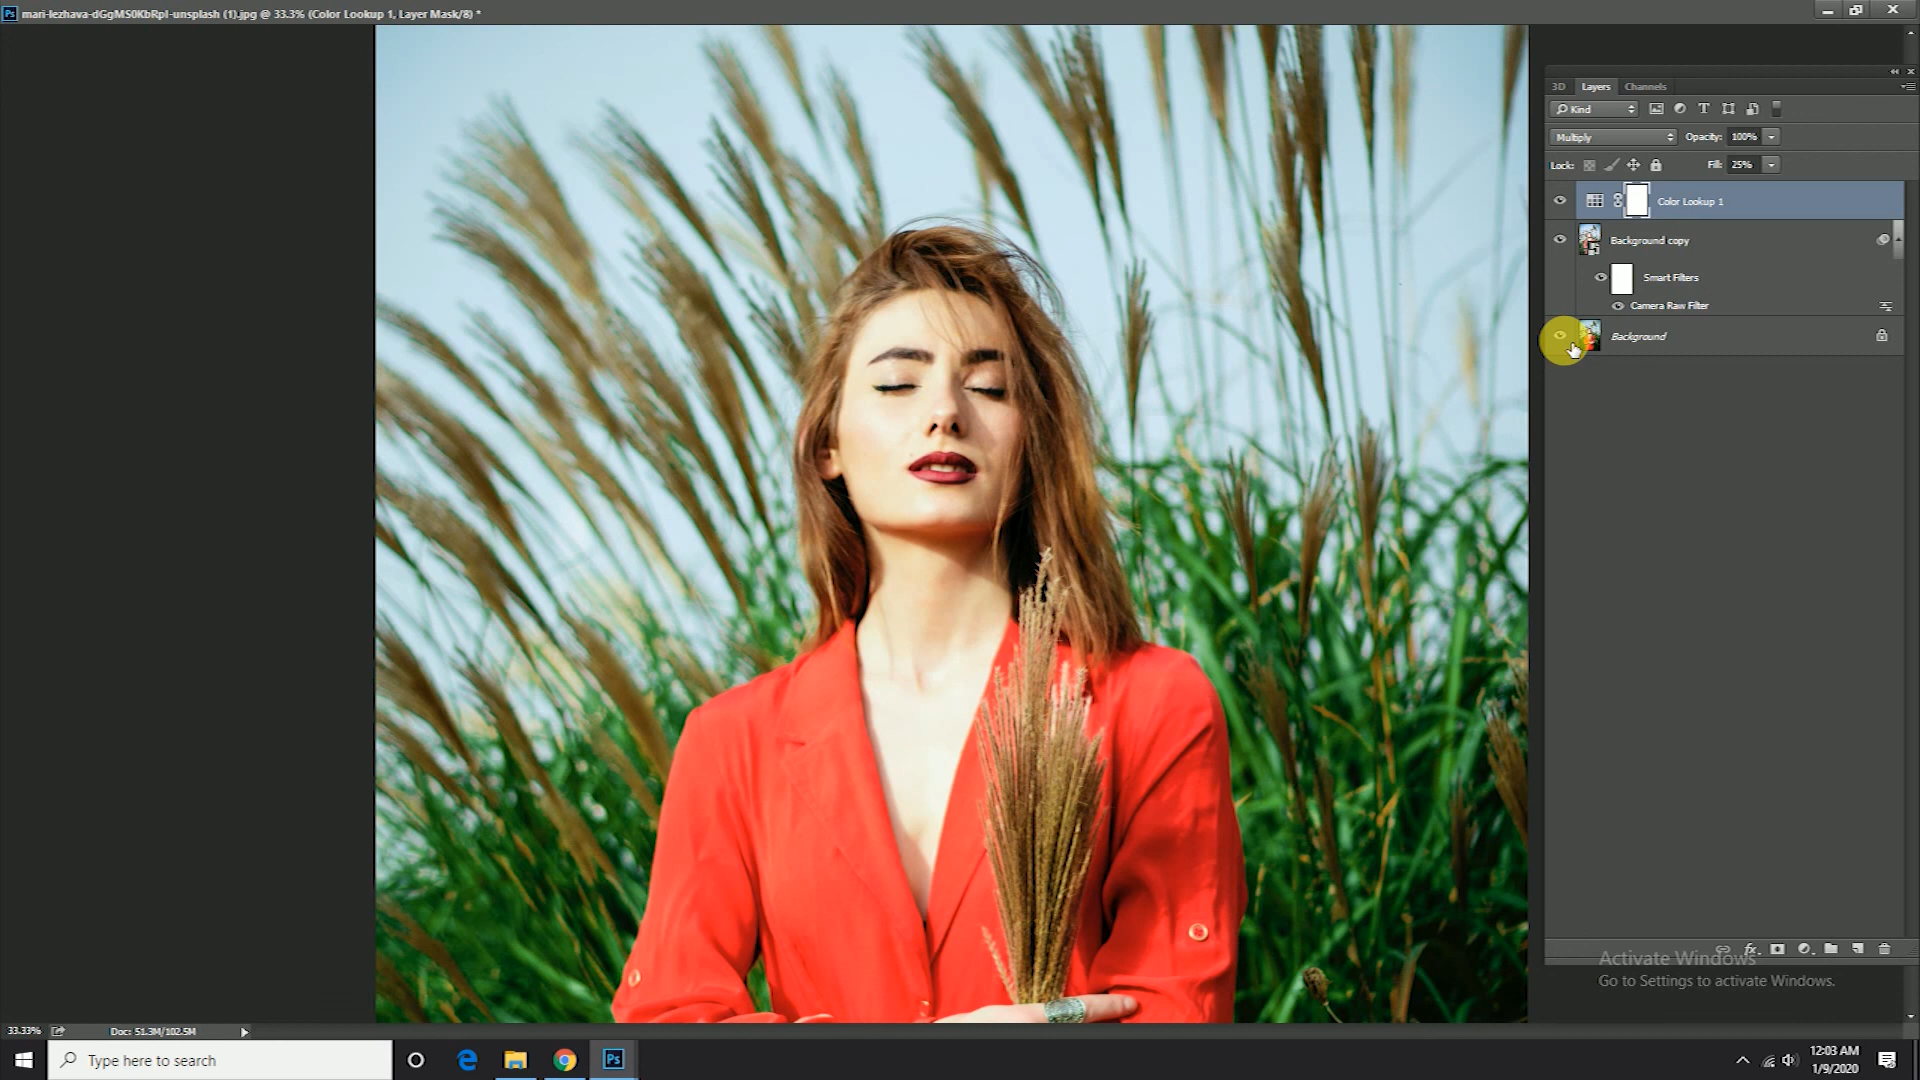 Ps mari-lezhava-dGgMS0KbRpI-unsplash (1).jpg @ 33.3% (Color Lookup 1, Layer Mask/8) *
3D Layers Channels
Kind
Multiply Opacity: 100%
Lock: Fill: 25%
Color Lookup 1
Background copy
Smart Filters
Camera Raw Filter
Background
fx
Activate Windows
Go to Settings to activate Windows.
33.33% Doc: 51.3M/102.5M
Type here to search
Ps
12:03 AM
1/9/2020